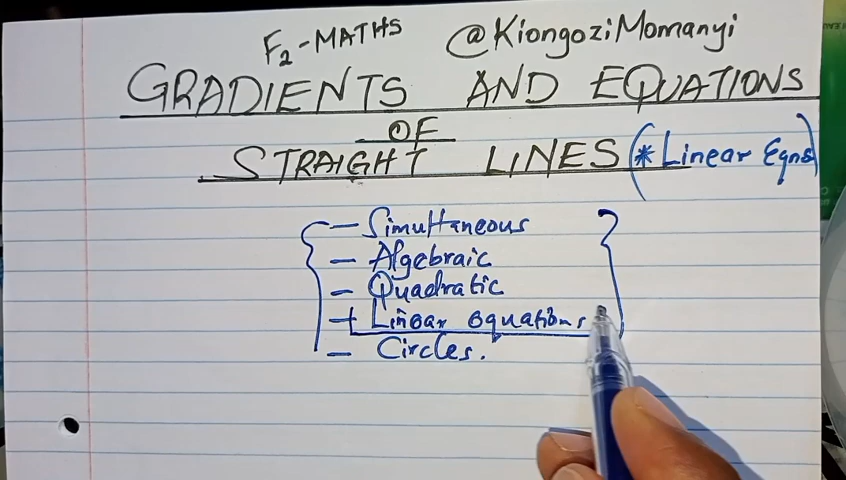 F2-MATHS @KiongoziMomanyi
GRADIENTS AND EQUATIONS
OF
STRAIGHT LINES (* Linear Eqns)
- Simultaneous
- Algebraic
- Quadratic
- Linear equations
- Circles.